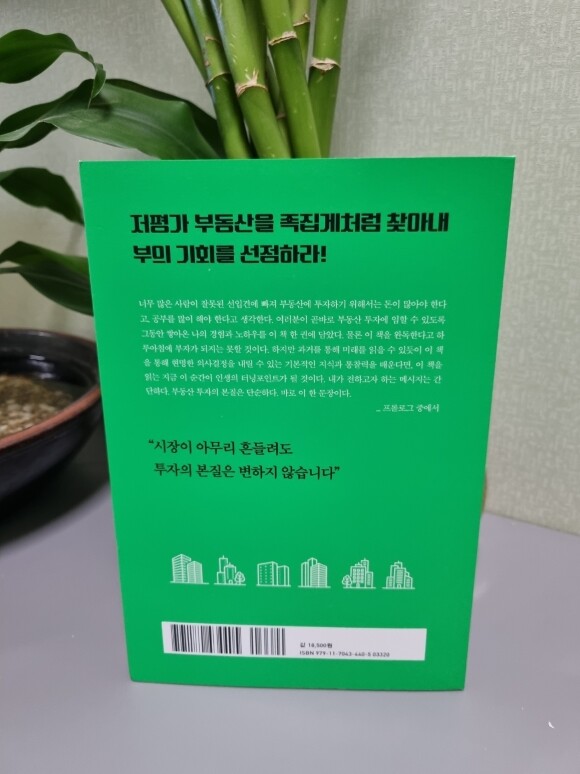 저평가 부동산을 족집게처럼 찾아내
부의 기회를 선점하라!
너무 많은 사람이 잘못된 선입견에 빠져 부동산에 투자하기 위해서는 돈이 많아야 한다
고, 공부를 많이 해야 한다고 생각한다. 여러분이 곧바로 부동산 투자에 임할 수 있도록
그동안 쌓아온 나의 경험과 노하우를 이 책 한 권에 담았다. 물론 이 책을 완독한다고 하
루아침에 부자가 되지는 못할 것이다. 하지만 과거를 통해 미래를 읽을 수 있듯이 이 책
을 통해 현명한 의사결정을 내릴 수 있는 기본적인 지식과 통찰력을 배운다면, 이 책을
읽는 지금 이 순간이 인생의 터닝포인트가 될 것이다. 내가 전하고자 하는 메시지는 간
단하다. 부동산 투자의 본질은 단순하다. 바로 이 한 문장이다.
_ 프롤로그 중에서
“시장이 아무리 흔들려도
투자의 본질은 변하지 않습니다”
값 18,500원
ISBN 979-11-7043-440-5 03320